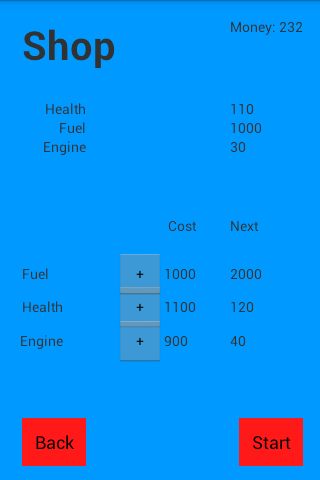 Shop
Money: 232
Health 110
Fuel 1000
Engine 30
Cost Next
Fuel + 1000 2000
Health + 1100 120
Engine + 900 40
Back Start